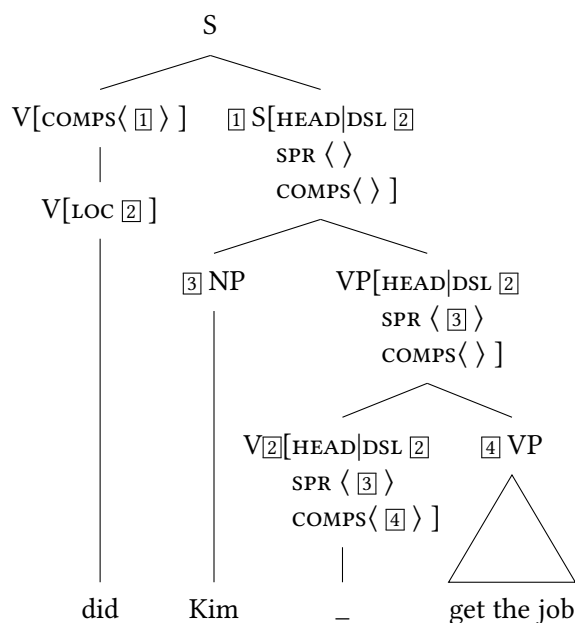 S
V[COMPS⟨ 1 ⟩ ] 1 S[HEAD|DSL 2
SPR ⟨ ⟩
V[LOC 2 ] COMPS⟨ ⟩ ]
3 NP VP[HEAD|DSL 2
SPR ⟨ 3 ⟩
COMPS⟨ ⟩ ]
V2[HEAD|DSL 2 4 VP
SPR ⟨ 3 ⟩
COMPS⟨ 4 ⟩ ]
did Kim _ get the job